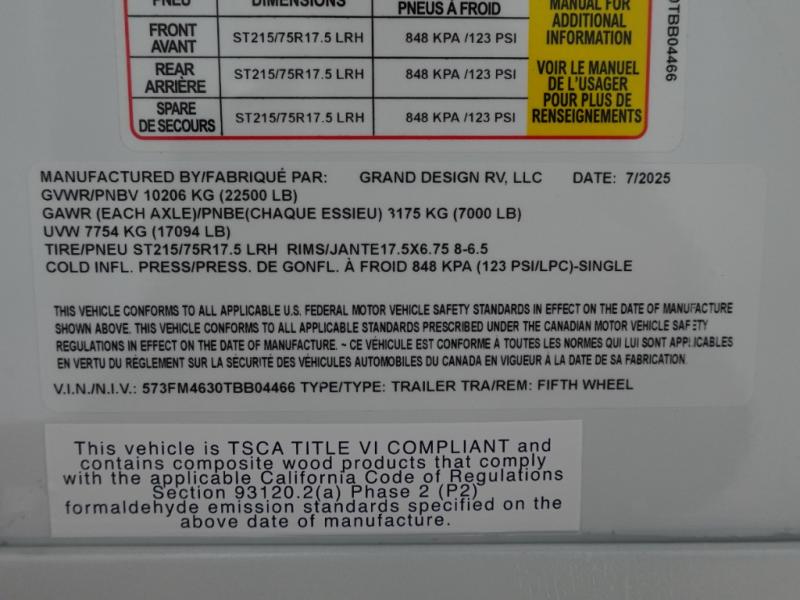 PNEU DIMENSIONS PNEUS À FROID
MANUAL FOR
ADDITIONAL
INFORMATION
FRONT
AVANT
ST215/75R17.5 LRH 848 KPA /123 PSI
REAR
ARRIÈRE
ST215/75R17.5 LRH 848 KPA /123 PSI
SPARE
DE SECOURS
ST215/75R17.5 LRH 848 KPA /123 PSI
VOIR LE MANUEL
DE L'USAGER
POUR PLUS DE
RENSEIGNEMENTS
0TBB04466
MANUFACTURED BY/FABRIQUÉ PAR: GRAND DESIGN RV, LLC DATE: 7/2025
GVWR/PNBV 10206 KG (22500 LB)
GAWR (EACH AXLE)/PNBE(CHAQUE ESSIEU) 3175 KG (7000 LB)
UVW 7754 KG (17094 LB)
TIRE/PNEU ST215/75R17.5 LRH RIMS/JANTE17.5X6.75 8-6.5
COLD INFL. PRESS/PRESS. DE GONFL. À FROID 848 KPA (123 PSI/LPC)-SINGLE
THIS VEHICLE CONFORMS TO ALL APPLICABLE U.S. FEDERAL MOTOR VEHICLE SAFETY STANDARDS IN EFFECT ON THE DATE OF MANUFACTURE
SHOWN ABOVE. THIS VEHICLE CONFORMS TO ALL APPLICABLE STANDARDS PRESCRIBED UNDER THE CANADIAN MOTOR VEHICLE SAFETY
REGULATIONS IN EFFECT ON THE DATE OF MANUFACTURE. ~ CE VÉHICULE EST CONFORME À TOUTES LES NORMES QUI LUI SONT APPLICABLES
EN VERTU DU RÉGLEMENT SUR LA SÉCURITÉ DES VÉHICULES AUTOMOBILES DU CANADA EN VIGUEUR À LA DATE DE SA FABRICATION.
V.I.N./N.I.V.: 573FM4630TBB04466 TYPE/TYPE: TRAILER TRA/REM: FIFTH WHEEL
This vehicle is TSCA TITLE VI COMPLIANT and
contains composite wood products that comply
with the applicable California Code of Regulations
Section 93120.2(a) Phase 2 (P2)
formaldehyde emission standards specified on the
above date of manufacture.